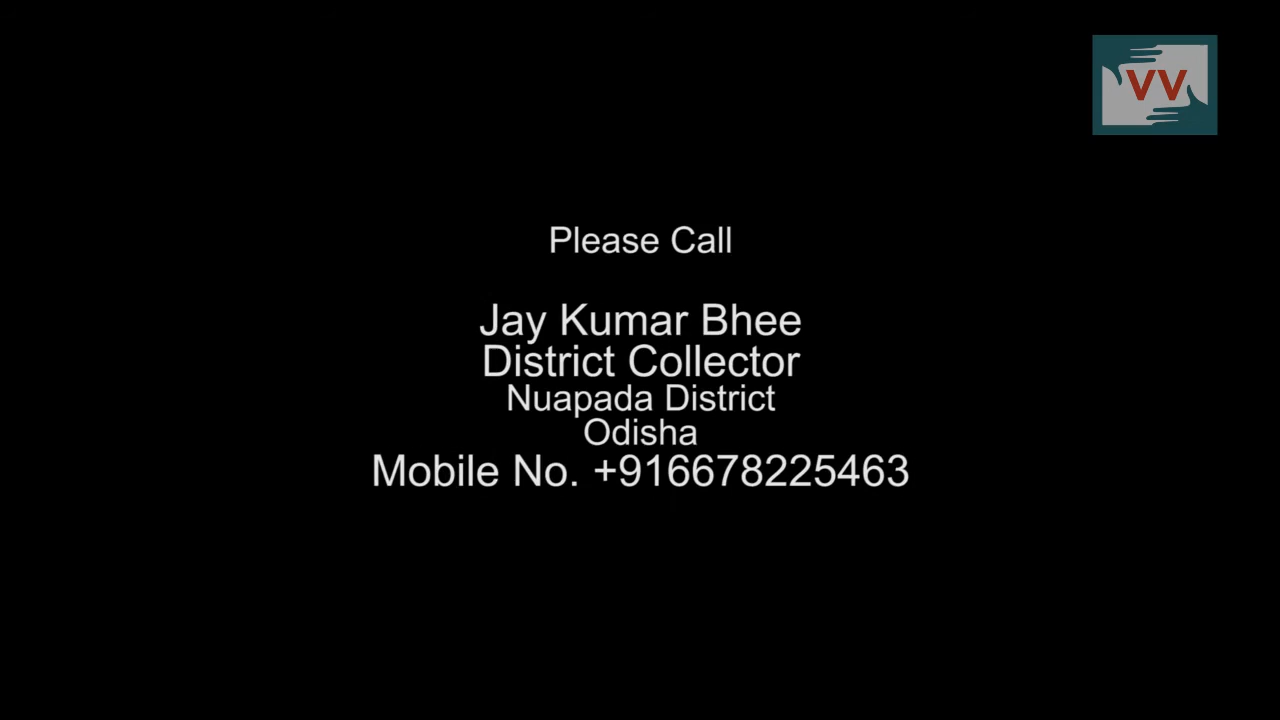 VV
Please Call
Jay Kumar Bhee
District Collector
Nuapada District
Odisha
Mobile No. +916678225463